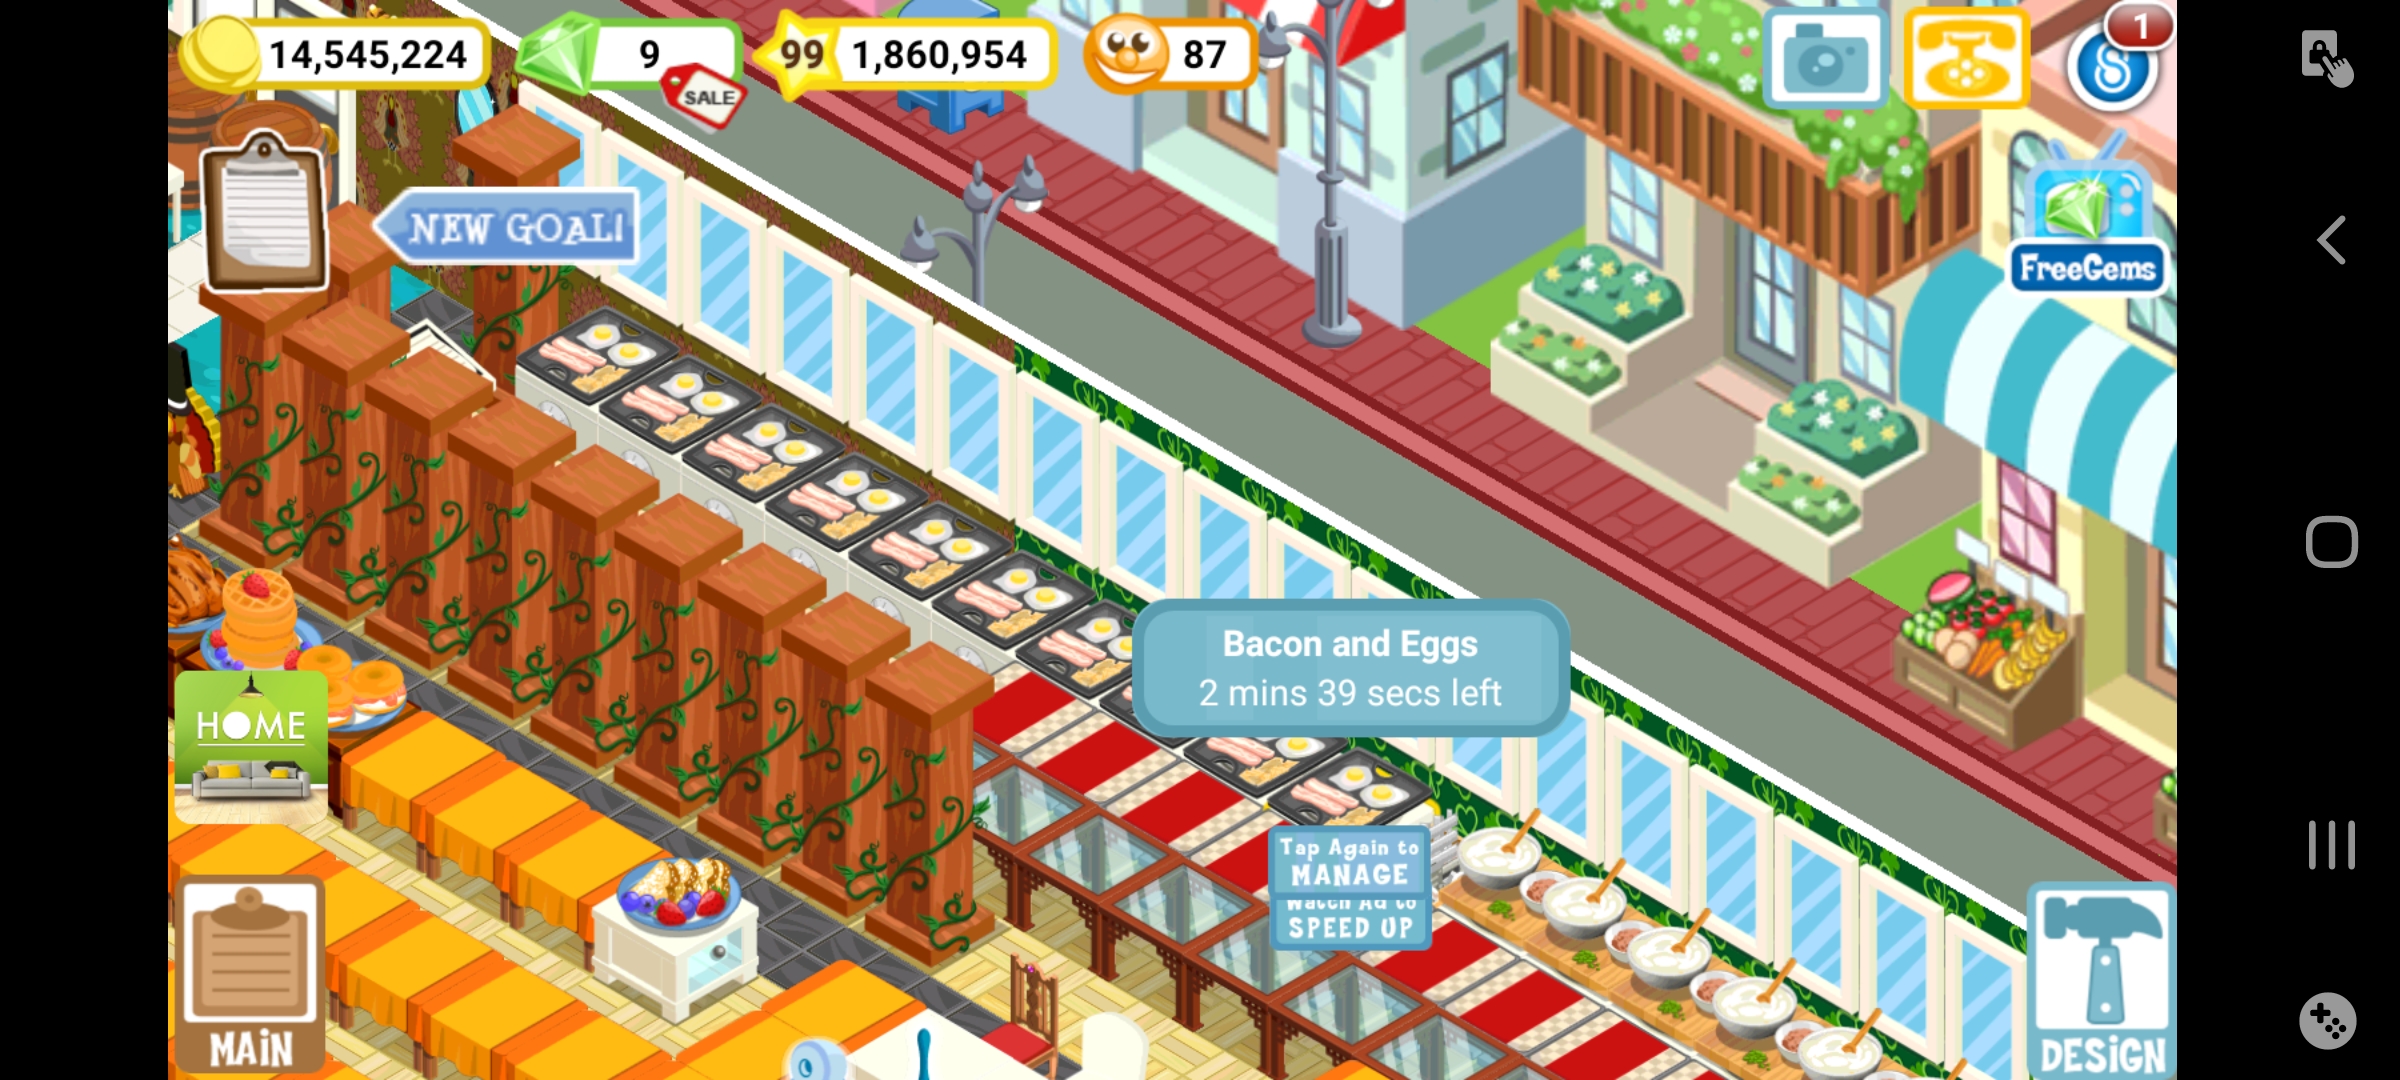 14,545,224
9
SALE
99
1,860,954
87
1
NEW GOAL!
FreeGems
Bacon and Eggs
2 mins 39 secs left
HOME
Tap Again to
MANAGE
Watch Ad to
SPEED UP
MAIN
DESIGN